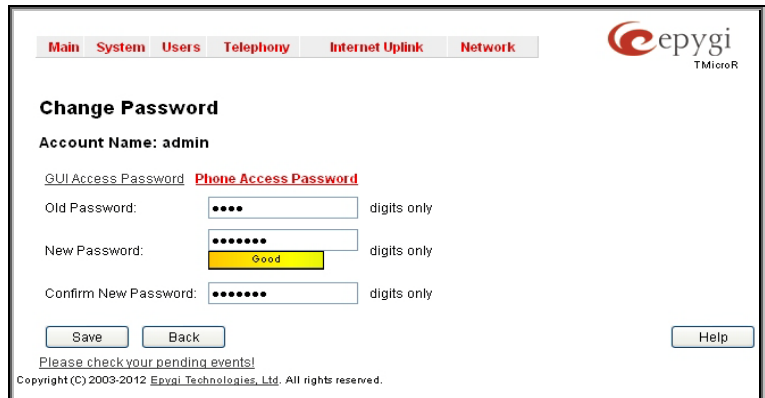 Main System Users Telephony Internet Uplink Network
epygi
TMicroR
Change Password
Account Name: admin
GUI Access Password Phone Access Password
Old Password: •••• digits only
New Password: ••••••• digits only
Good
Confirm New Password: ••••••• digits only
Save Back Help
Please check your pending events!
Copyright (C) 2003-2012 Epygi Technologies, Ltd. All rights reserved.